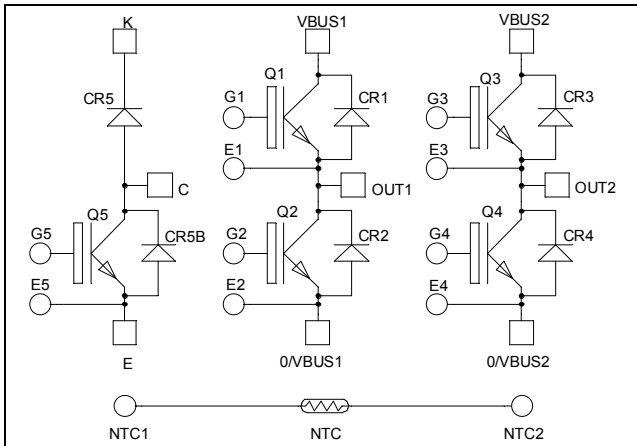 K VBUS1 VBUS2
CR5 G1 Q1 CR1 G3 Q3 CR3
E1 E3
C OUT1 OUT2
G5 Q5 CR5B G2 Q2 CR2 G4 Q4 CR4
E5 E2 E4
E 0/VBUS1 0/VBUS2
NTC1 NTC NTC2